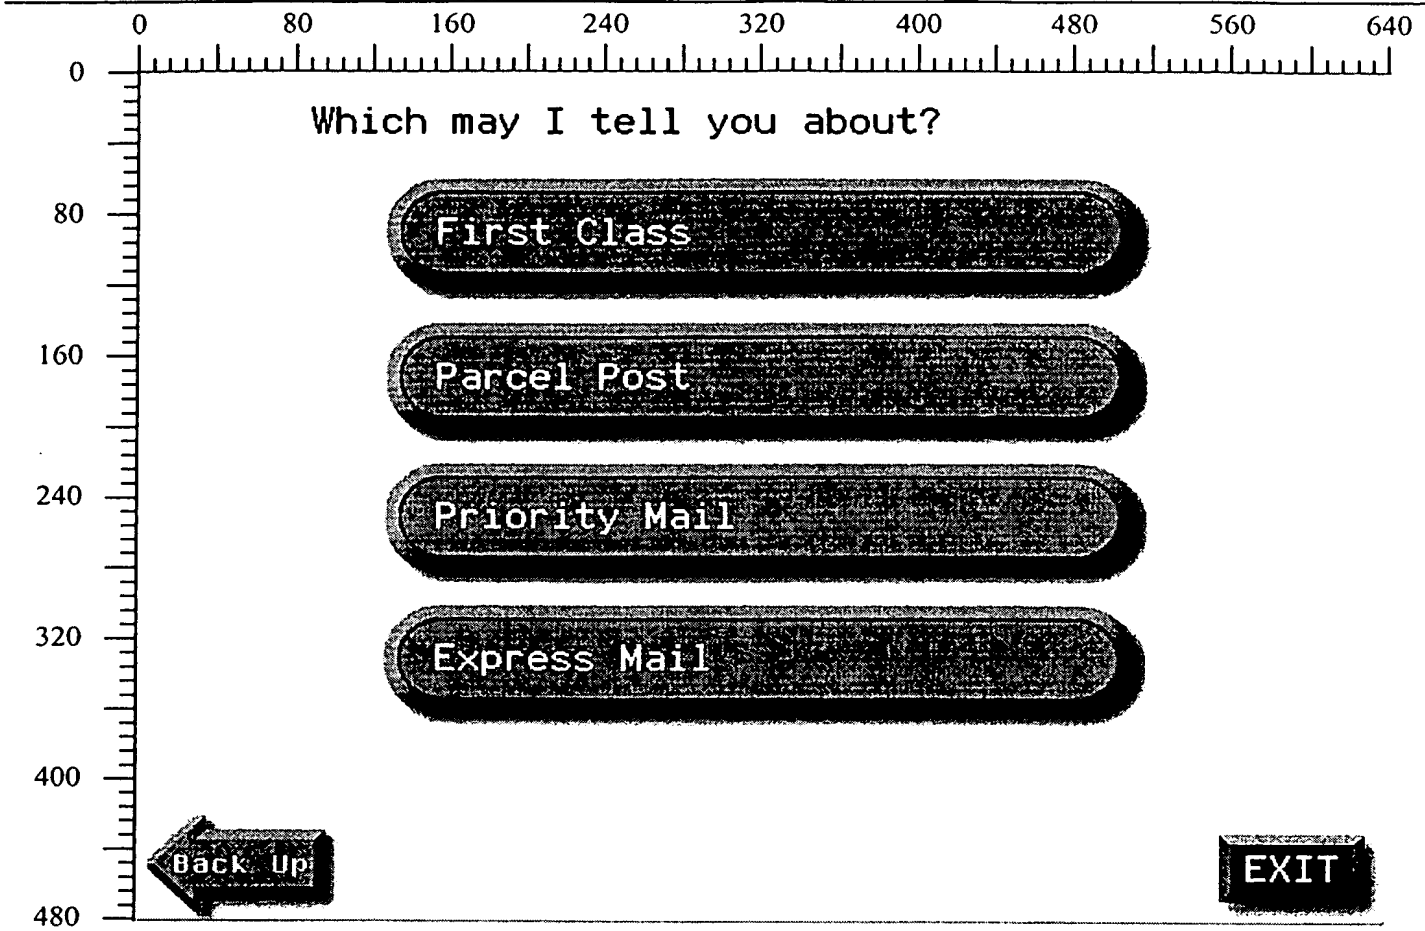 0 80 160 240 320 400 480 560 640
0
Which may I tell you about?
80
First Class
160
Parcel Post
240
Priority Mail
320
Express Mail
400
Back Up
EXIT
480